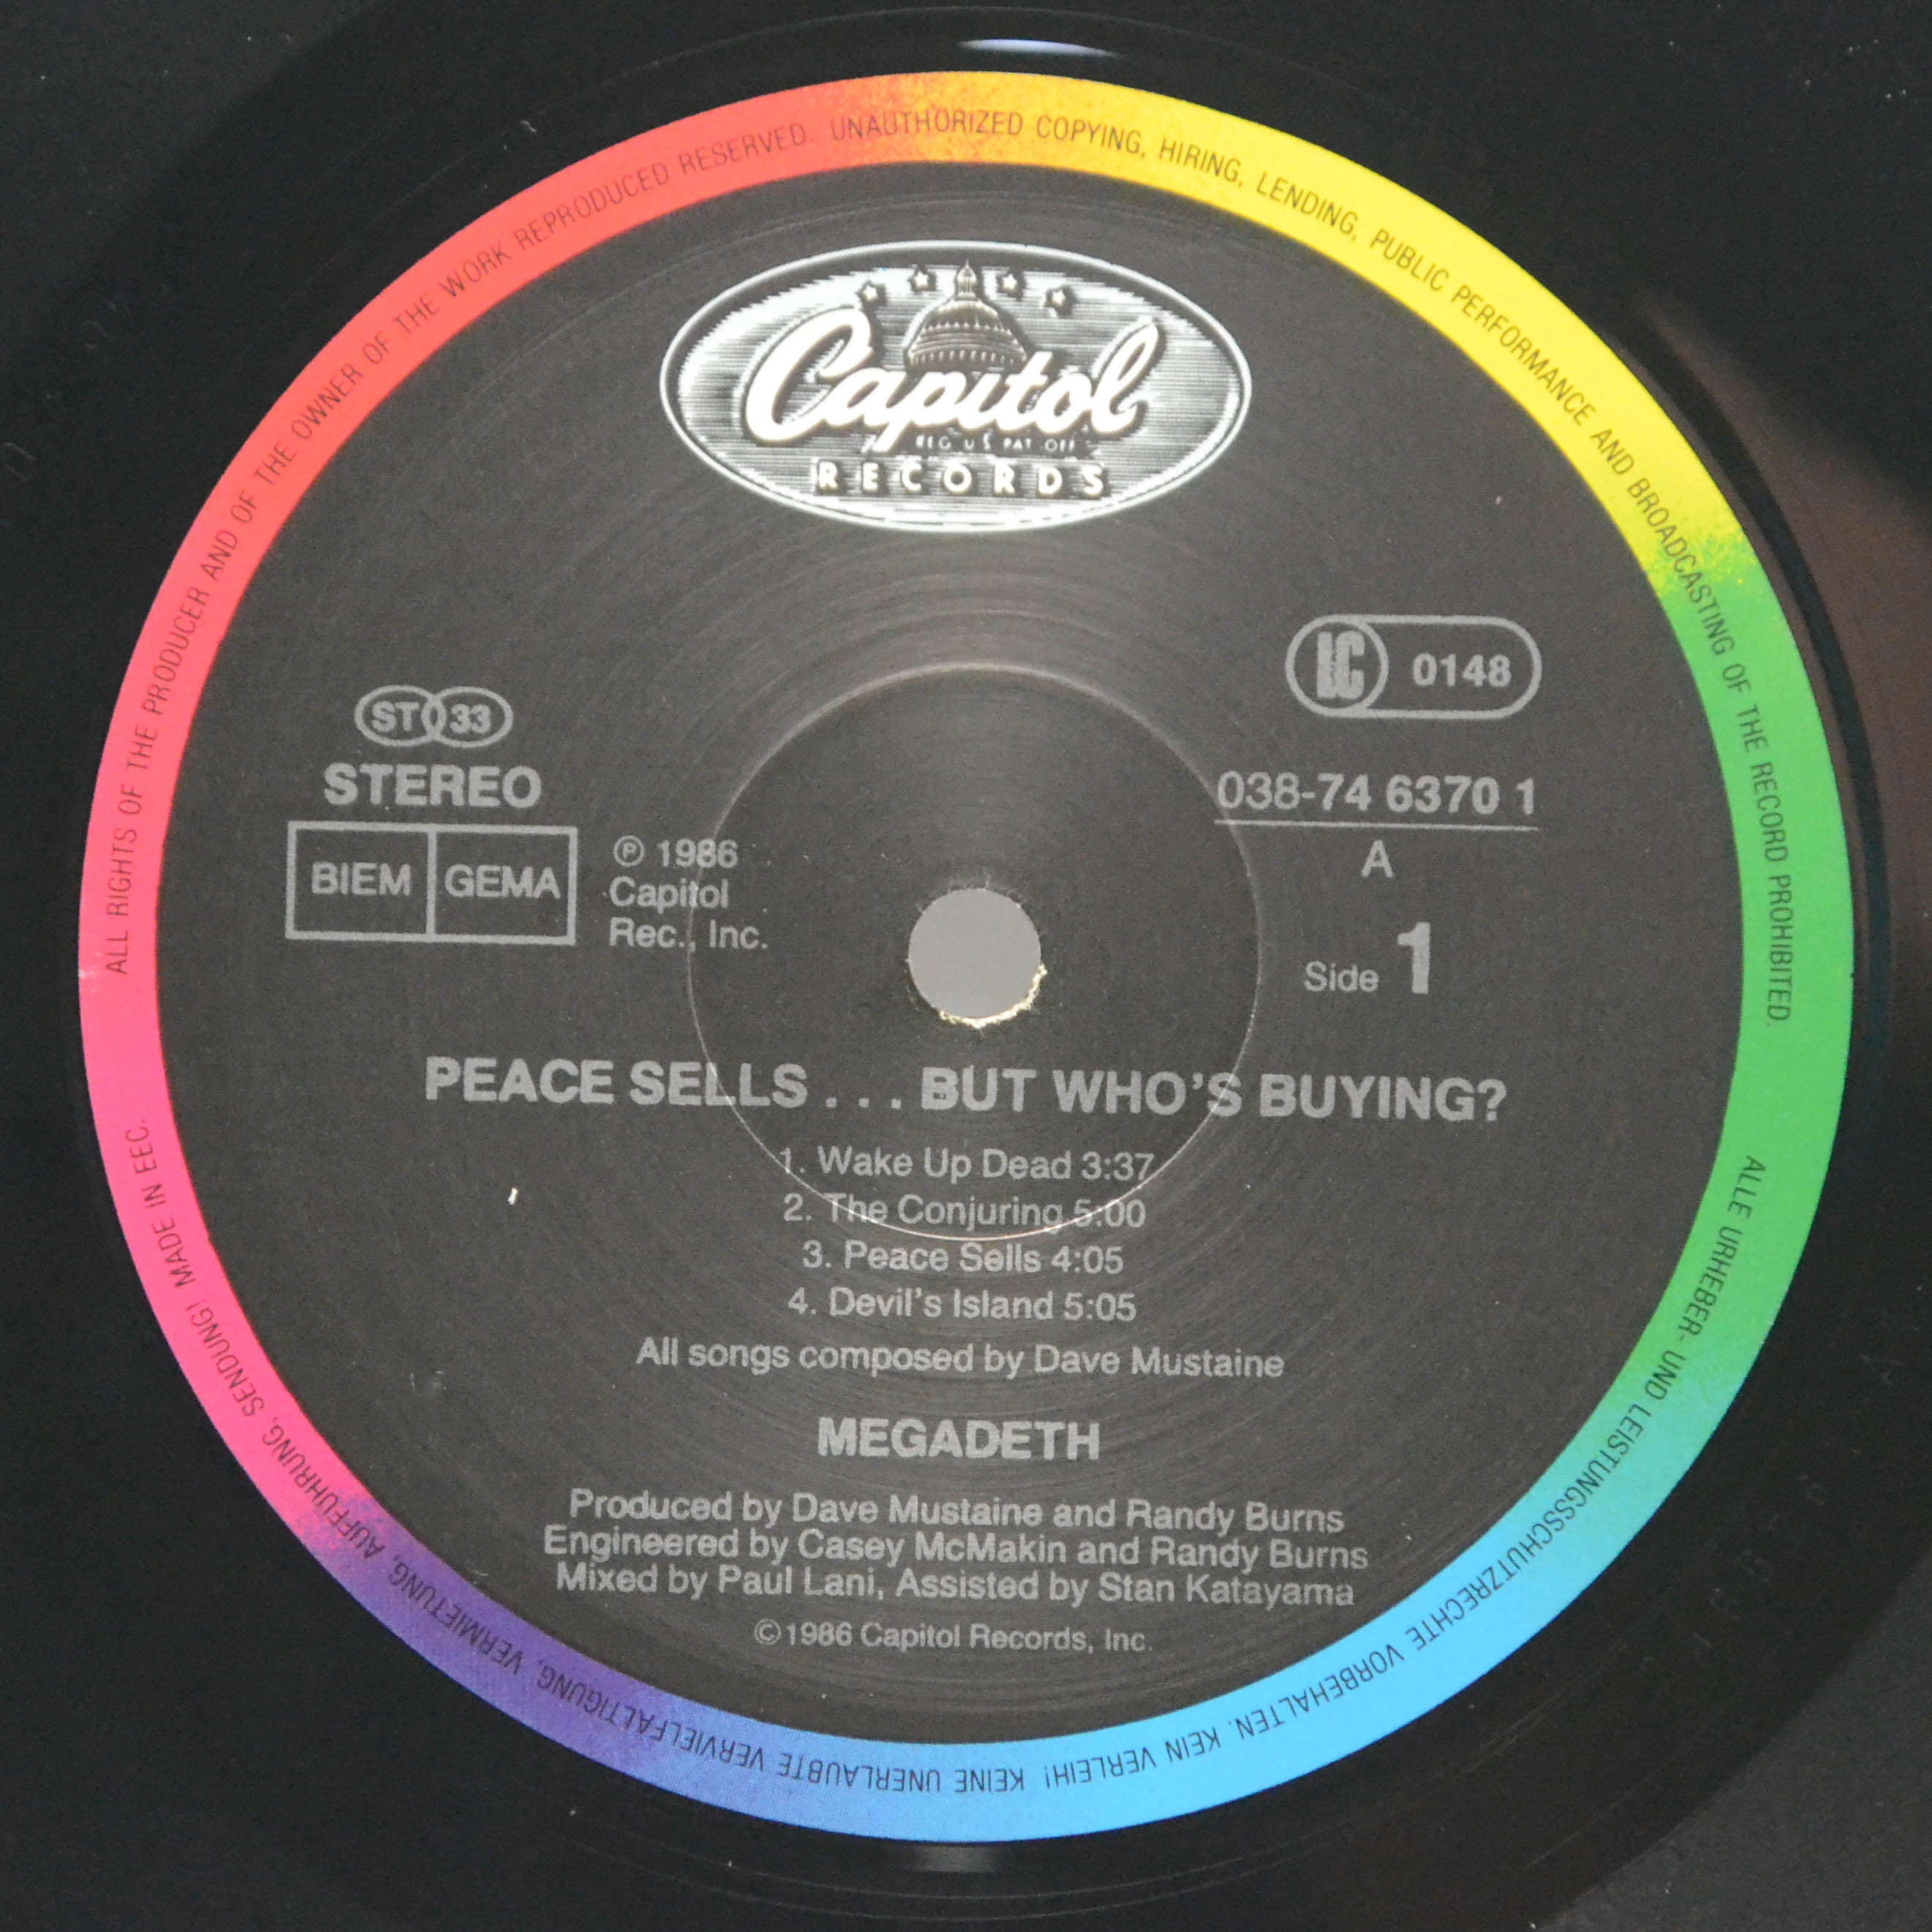 ALL RIGHTS OF THE PRODUCER AND OF THE OWNER OF THE WORK REPRODUCED RESERVED. UNAUTHORIZED COPYING, HIRING, LENDING, PUBLIC PERFORMANCE AND BROADCASTING OF THE RECORD PROHIBITED.
Capitol
REG. U.S. PAT. OFF.
RECORDS
LC 0148
ST 33
STEREO
BIEM GEMA
℗ 1986
Capitol
Rec., Inc.
038-74 6370 1
A
Side 1
PEACE SELLS . . . BUT WHO'S BUYING?
1. Wake Up Dead 3:37
2. The Conjuring 5:00
3. Peace Sells 4:05
4. Devil's Island 5:05
All songs composed by Dave Mustaine
MEGADETH
Produced by Dave Mustaine and Randy Burns
Engineered by Casey McMakin and Randy Burns
Mixed by Paul Lani, Assisted by Stan Katayama
©1986 Capitol Records, Inc.
ALLE URHEBER- UND LEISTUNGSSCHUTZRECHTE VORBEHALTEN. KEIN VERLEIH! KEINE UNERLAUBTE VERVIELFÄLTIGUNG, VERMIETUNG, AUFFÜHRUNG, SENDUNG! MADE IN EEC.